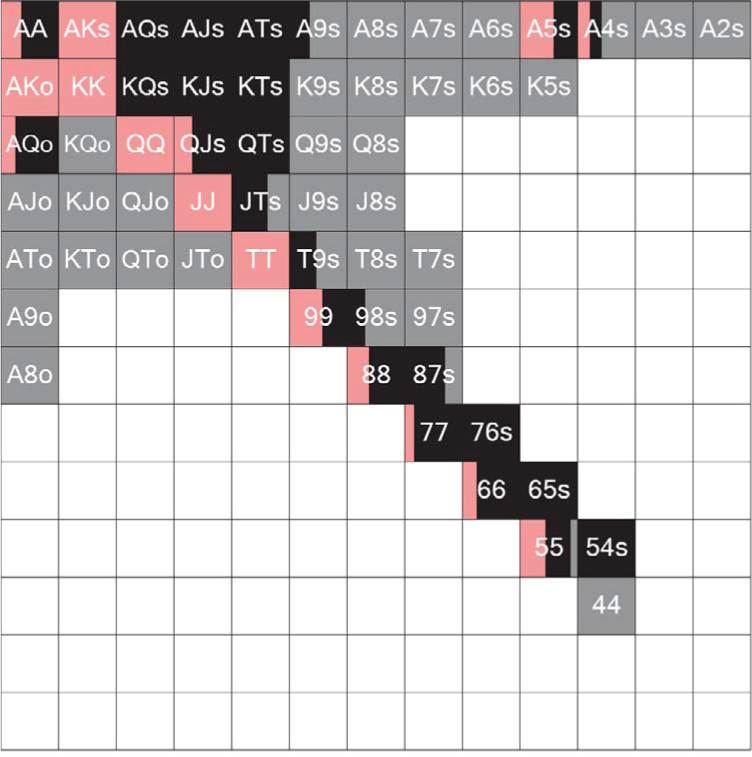 AA AKs AQs AJs ATs A9s A8s A7s A6s A5s A4s A3s A2s
AKo KK KQs KJs KTs K9s K8s K7s K6s K5s
AQo KQo QQ QJs QTs Q9s Q8s
AJo KJo QJo JJ JTs J9s J8s
ATo KTo QTo JTo TT T9s T8s T7s
A9o 99 98s 97s
A8o 88 87s
77 76s
66 65s
55 54s
44